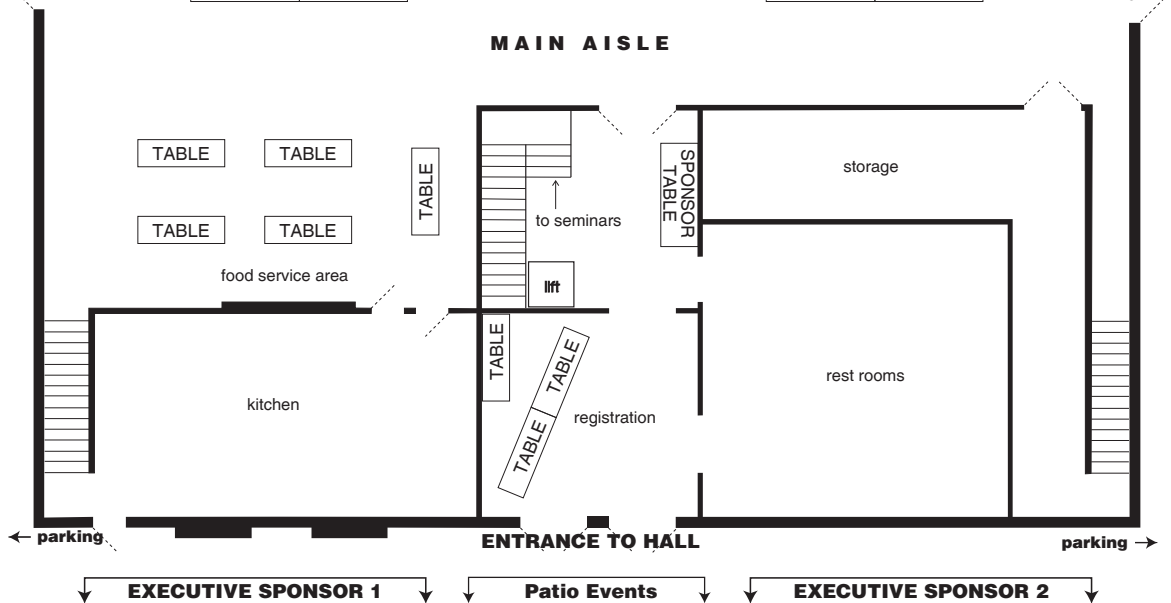 MAIN AISLE
TABLE
TABLE
TABLE
SPONSOR
TABLE
storage
TABLE
TABLE
to seminars
food service area
lift
TABLE
TABLE
TABLE
kitchen
registration
rest rooms
parking
ENTRANCE TO HALL
parking
EXECUTIVE SPONSOR 1
Patio Events
EXECUTIVE SPONSOR 2